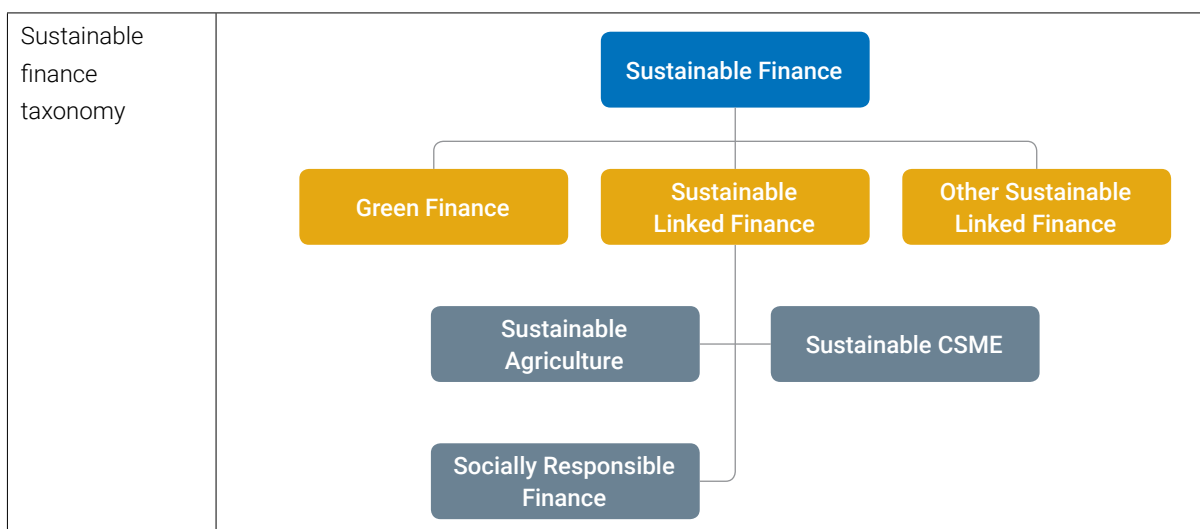 Sustainable
finance
taxonomy
Sustainable Finance
Green Finance
Sustainable
Linked Finance
Other Sustainable
Linked Finance
Sustainable
Agriculture
Sustainable CSME
Socially Responsible
Finance